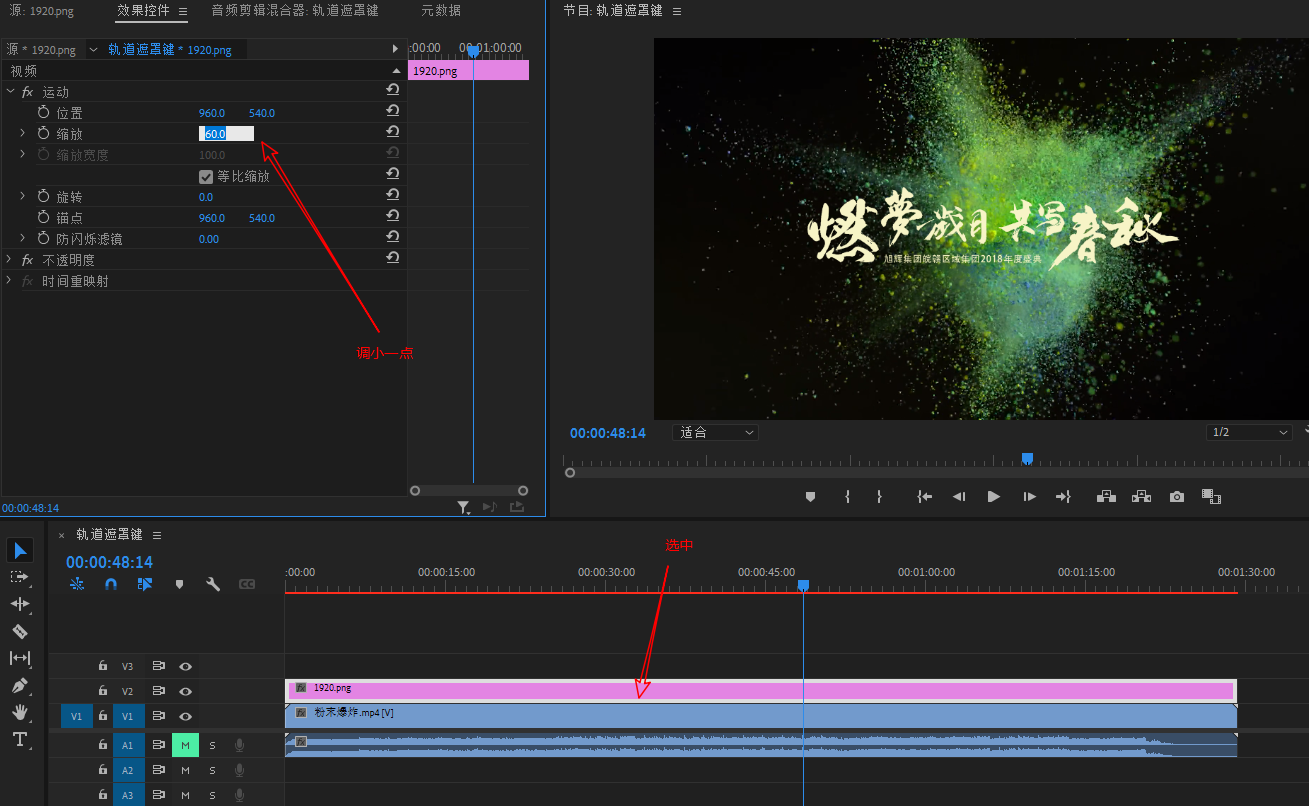 源: 1920.png
效果控件
音频剪辑混合器: 轨道遮罩键
元数据
节目: 轨道遮罩键
源 * 1920.png
轨道遮罩键 * 1920.png
:00:00
00:01:00:00
视频
1920.png
fx 运动
位置 960.0 540.0
缩放 60.0
缩放宽度 100.0
等比缩放
旋转 0.0
锚点 960.0 540.0
防闪烁滤镜 0.00
fx 不透明度
fx 时间重映射
调小一点
燃梦岁月 共写春秋
旭辉集团皖赣区域集团2018年度盛典
00:00:48:14
适合
1/2
00:00:48:14
轨道遮罩键
选中
00:00:48:14
:00:00
00:00:15:00
00:00:30:00
00:00:45:00
00:01:00:00
00:01:15:00
00:01:30:00
V3
V2
fx 1920.png
V1 V1
fx 粉末爆炸.mp4 [V]
A1 M S
fx
A2 M S
A3 M S
T
CC